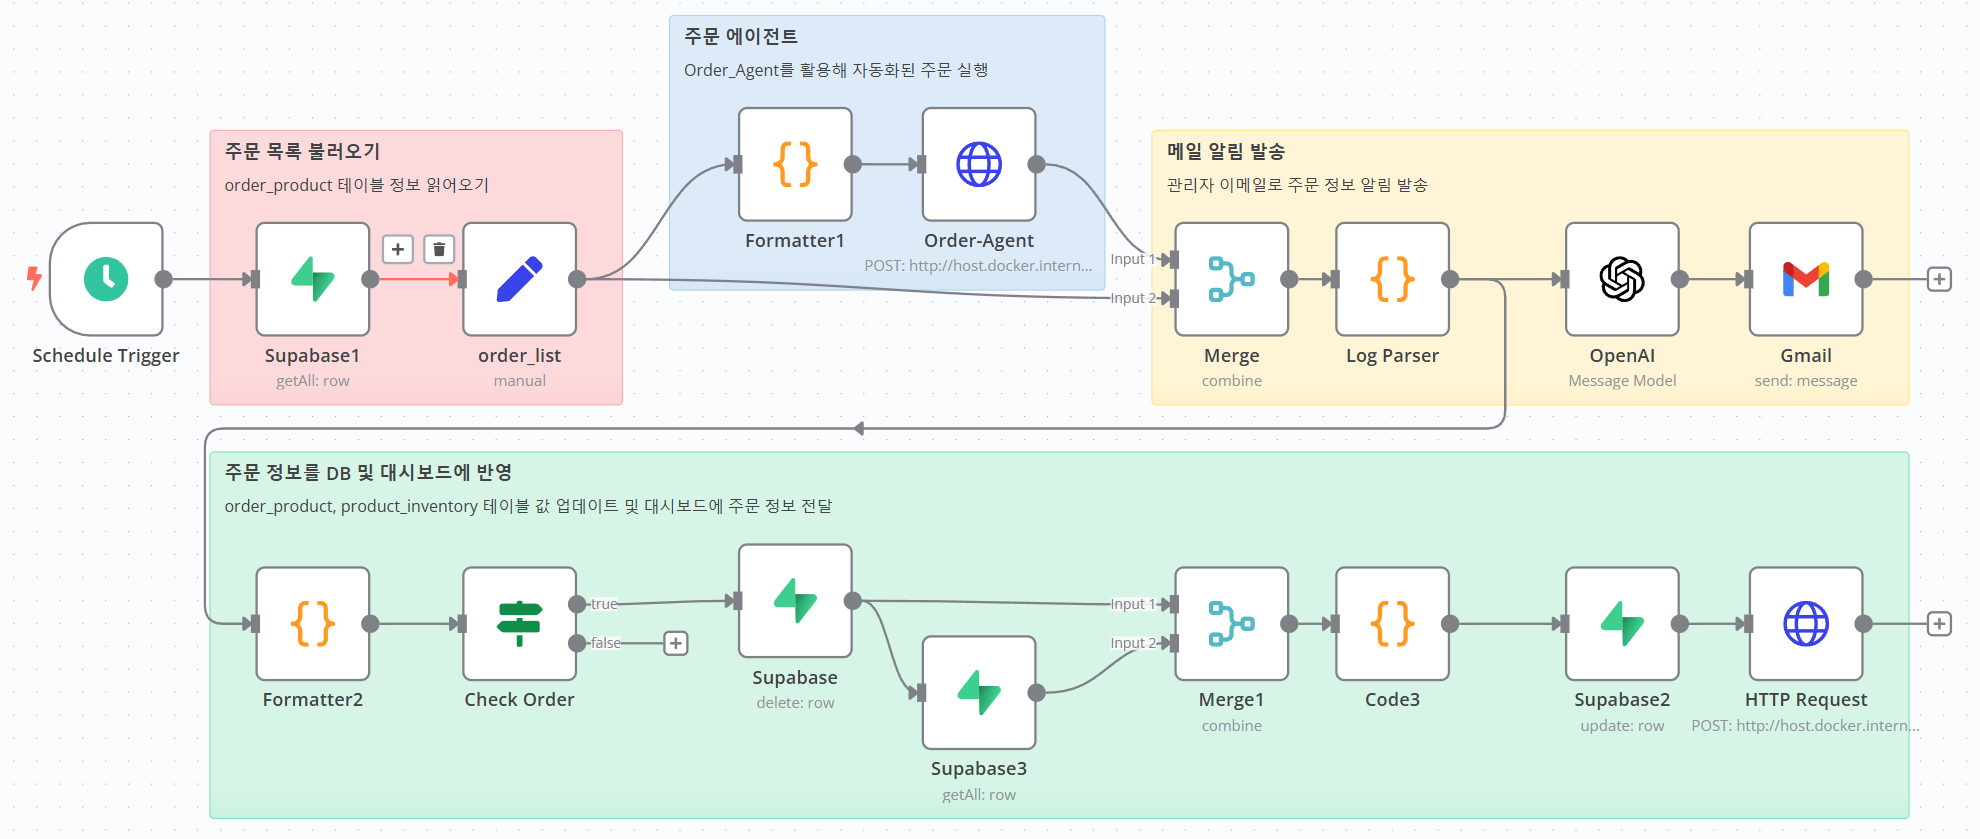 주문 에이전트
Order_Agent를 활용해 자동화된 주문 실행
Formatter1
Order-Agent
POST: http://host.docker.intern...
주문 목록 불러오기
order_product 테이블 정보 읽어오기
Schedule Trigger
Supabase1
getAll: row
order_list
manual
메일 알림 발송
관리자 이메일로 주문 정보 알림 발송
Input 1
Input 2
Merge
combine
Log Parser
OpenAI
Message Model
Gmail
send: message
주문 정보를 DB 및 대시보드에 반영
order_product, product_inventory 테이블 값 업데이트 및 대시보드에 주문 정보 전달
Formatter2
Check Order
true
false
Supabase
delete: row
Supabase3
getAll: row
Input 1
Input 2
Merge1
combine
Code3
Supabase2
update: row
HTTP Request
POST: http://host.docker.intern...